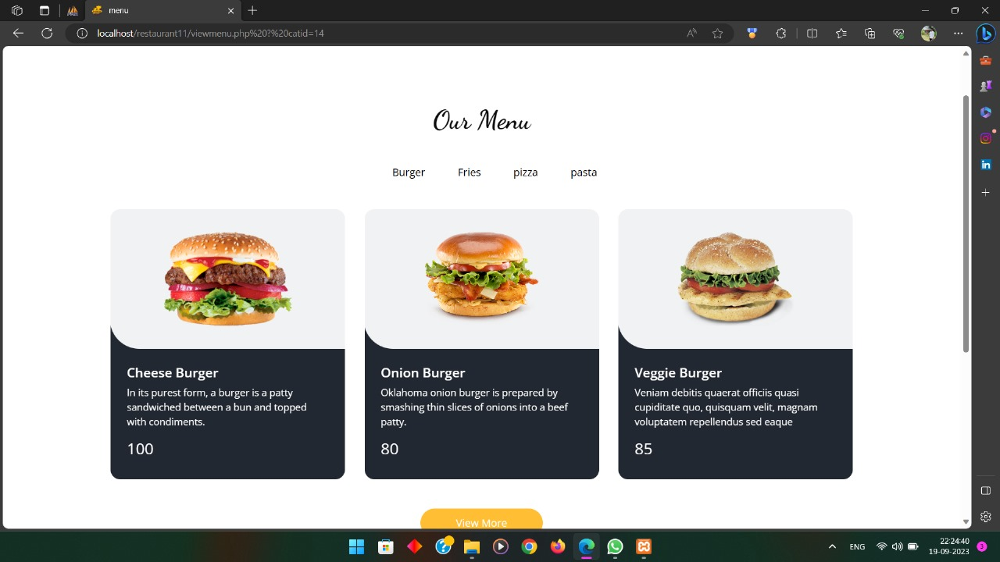 menu
localhost/restaurant11/viewmenu.php%20?%20catid=14
Our Menu
Burger Fries pizza pasta
Cheese Burger
In its purest form, a burger is a patty
sandwiched between a bun and topped
with condiments.
100
Onion Burger
Oklahoma onion burger is prepared by
smashing thin slices of onions into a beef
patty.
80
Veggie Burger
Veniam debitis quaerat officiis quasi
cupiditate quo, quisquam velit, magnam
voluptatem repellendus sed eaque
85
View More
ENG
22:24:40
19-09-2023
3